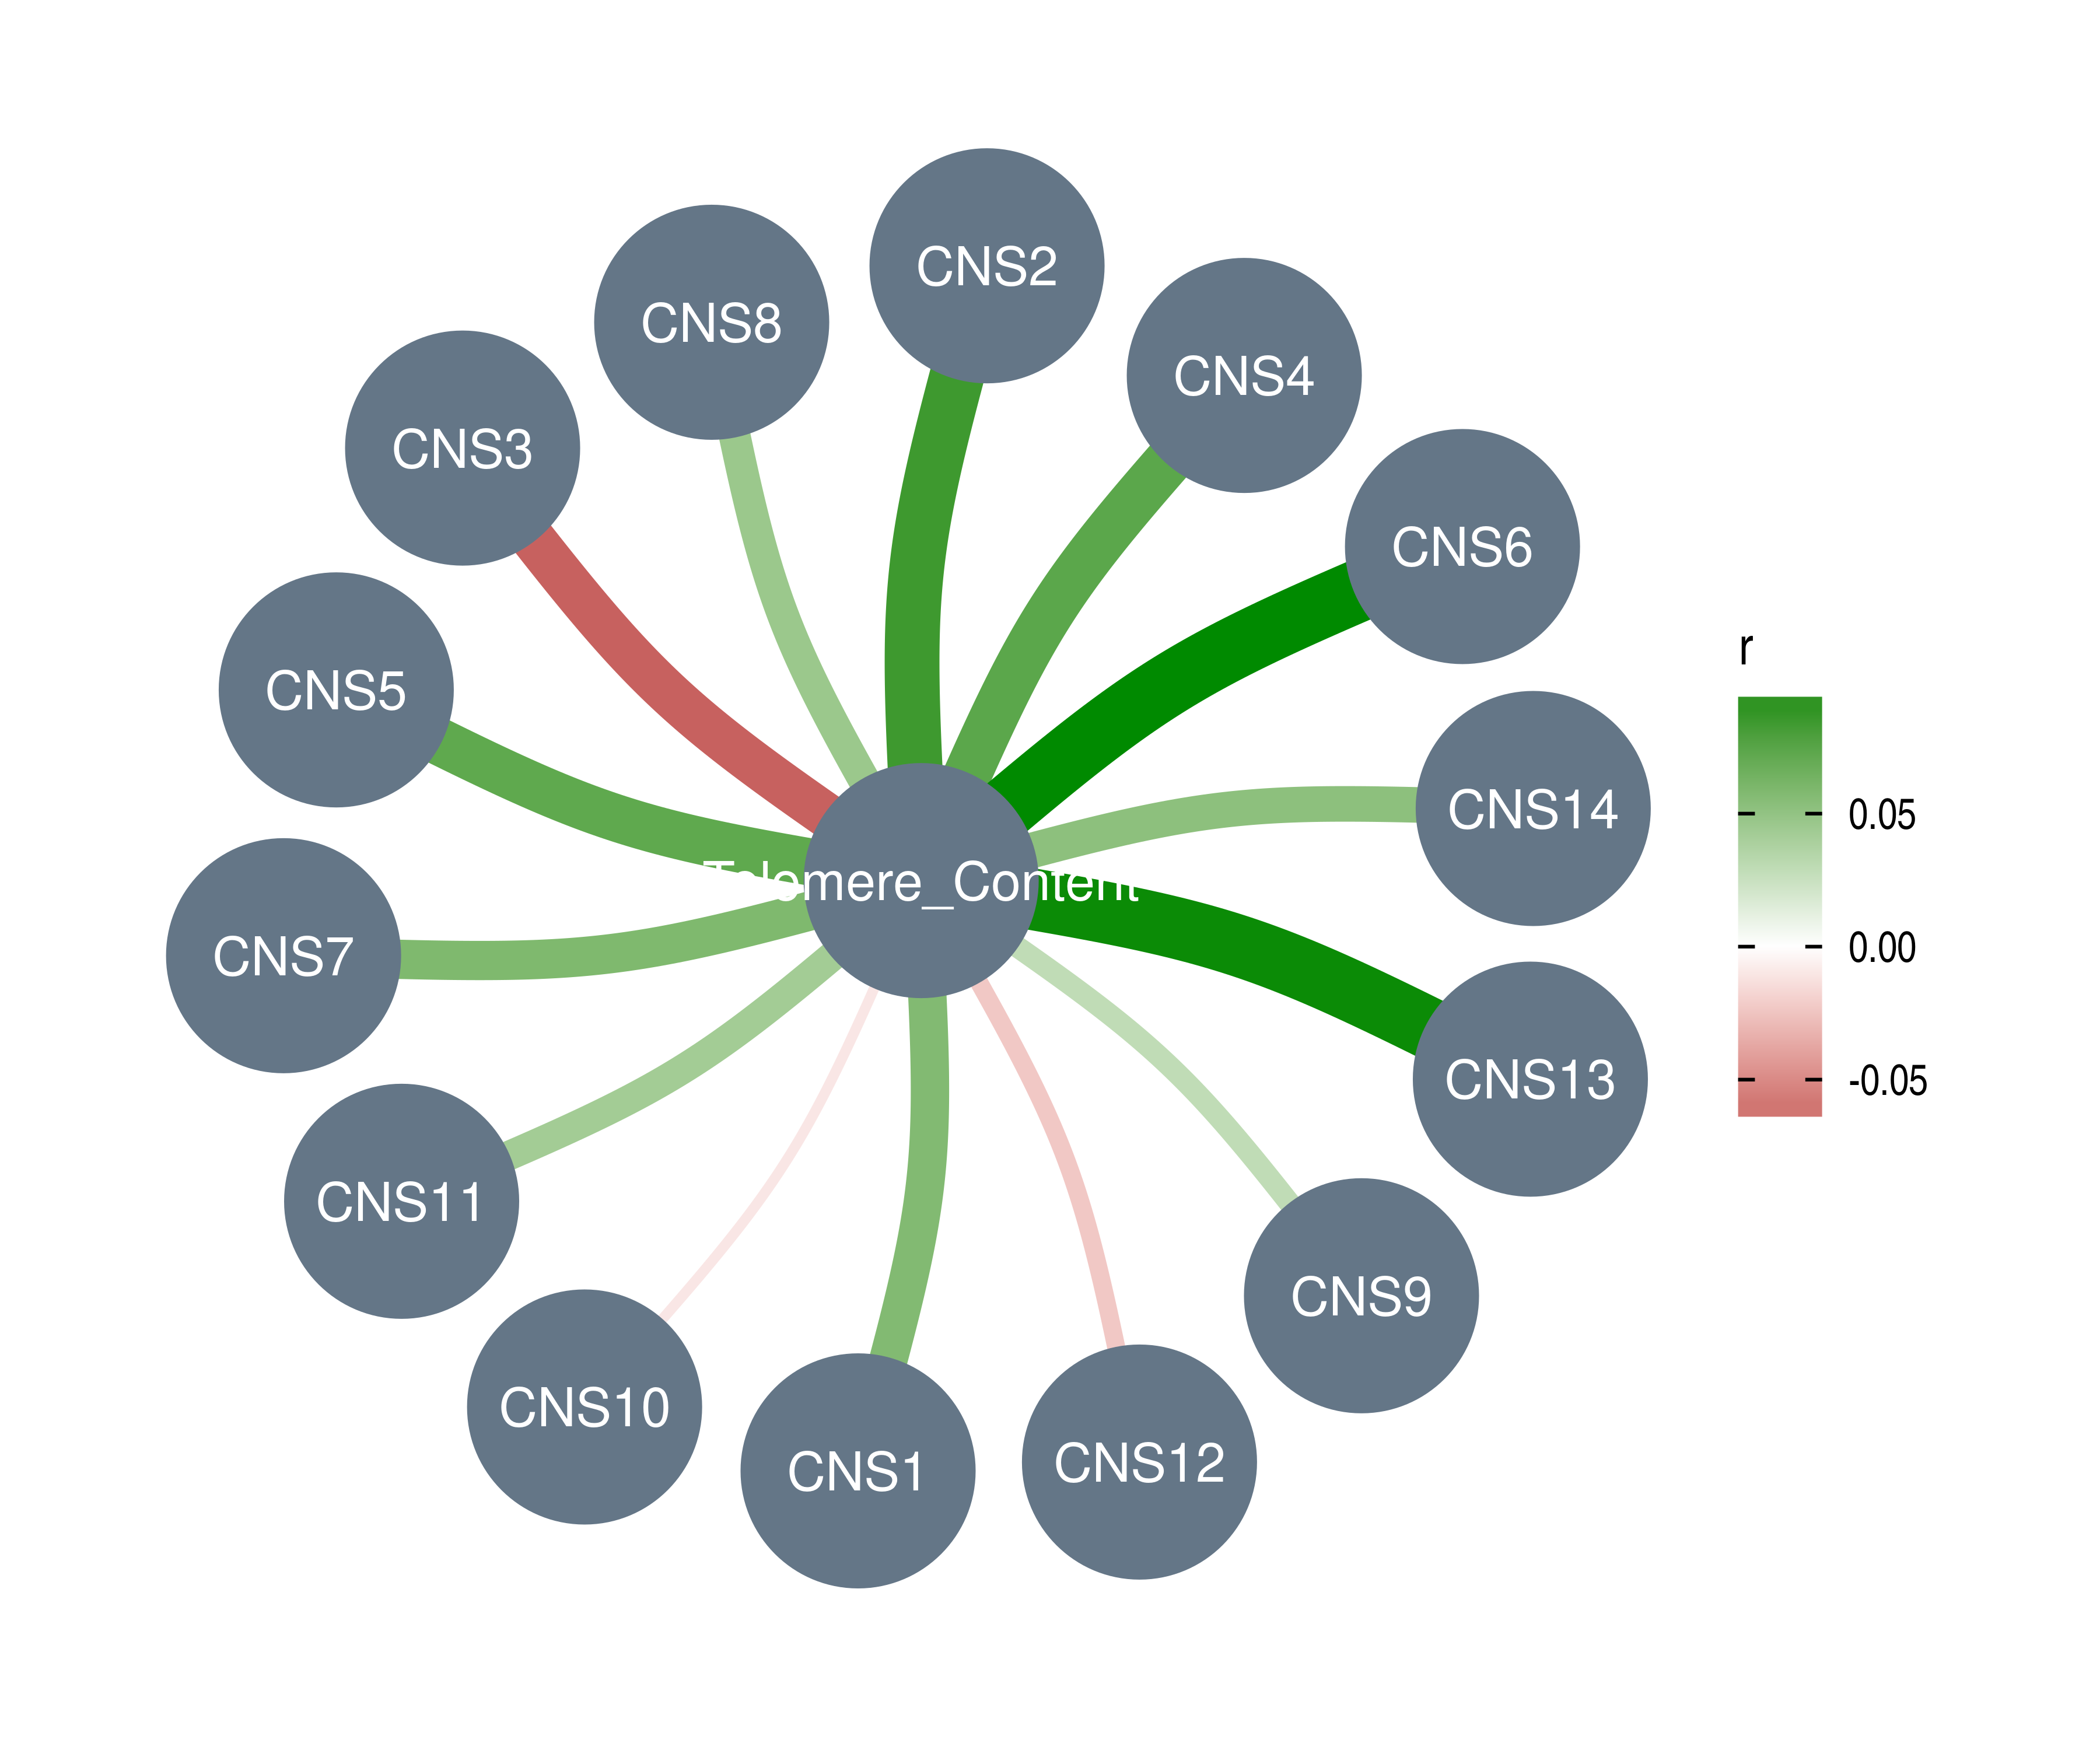 CNS2
CNS8
CNS4
CNS3
CNS6
CNS5
CNS14
Telomere_Content
CNS7
CNS13
CNS11
CNS9
CNS10
CNS1
CNS12
r
0.05
0.00
-0.05